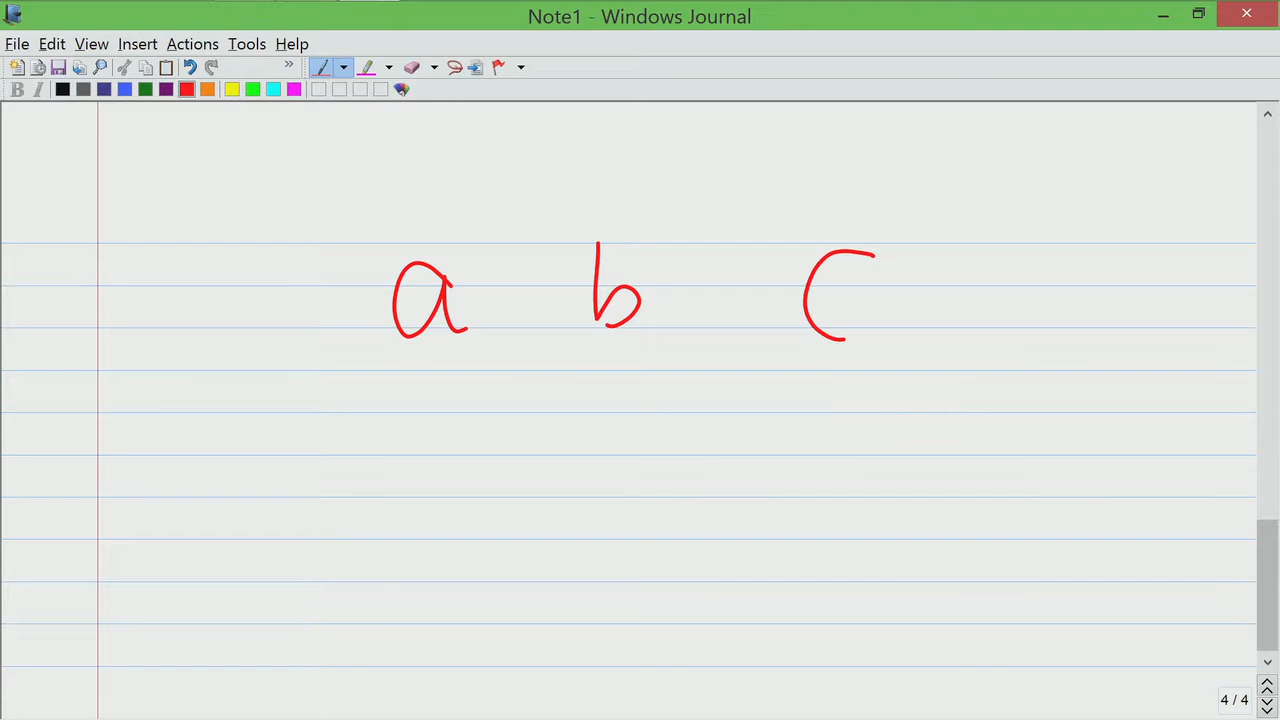 Note1 - Windows Journal
File Edit View Insert Actions Tools Help
» 
B I
a b c
4 / 4